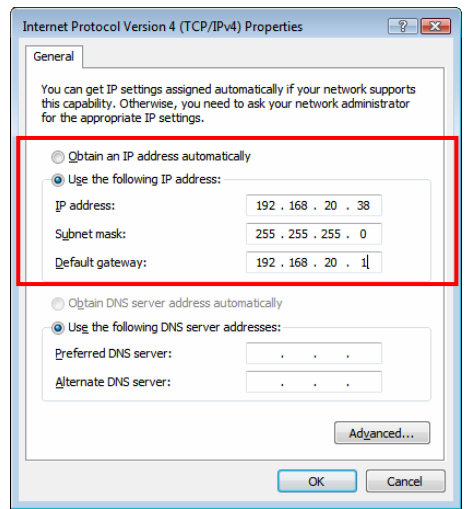 Internet Protocol Version 4 (TCP/IPv4) Properties
General
You can get IP settings assigned automatically if your network supports
this capability. Otherwise, you need to ask your network administrator
for the appropriate IP settings.
Obtain an IP address automatically
Use the following IP address:
IP address: 192 . 168 . 20 . 38
Subnet mask: 255 . 255 . 255 . 0
Default gateway: 192 . 168 . 20 . 1
Obtain DNS server address automatically
Use the following DNS server addresses:
Preferred DNS server: . . .
Alternate DNS server: . . .
Advanced...
OK Cancel